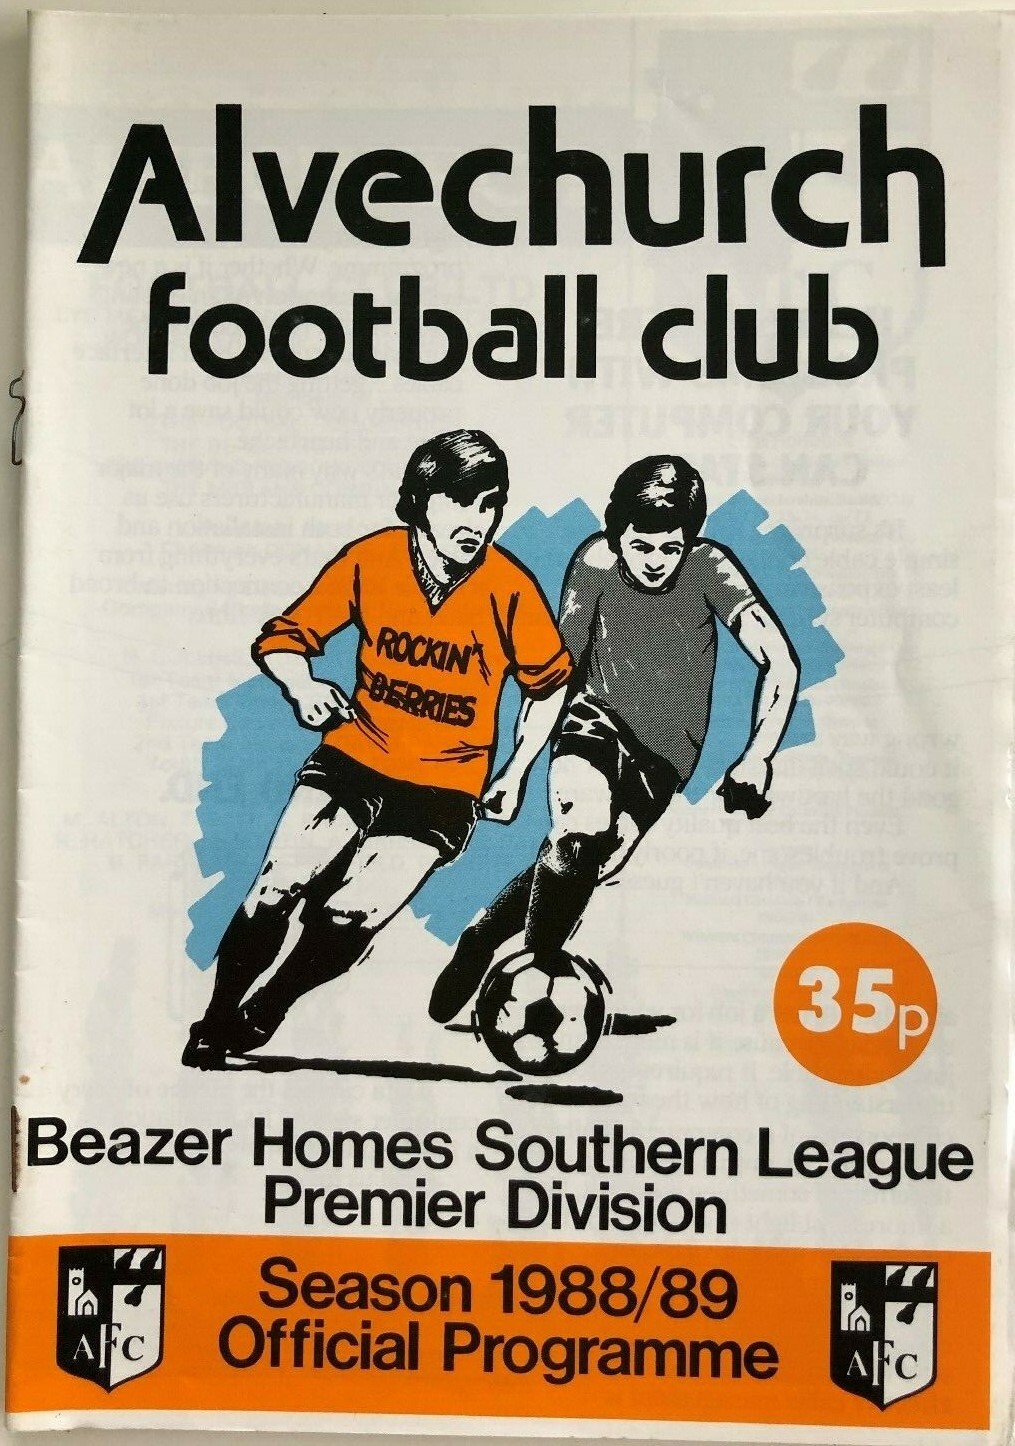 Alvechurch
football club
ROCKIN'
BERRIES
35p
Beazer Homes Southern League
Premier Division
Season 1988/89
Official Programme
AFC
AFC